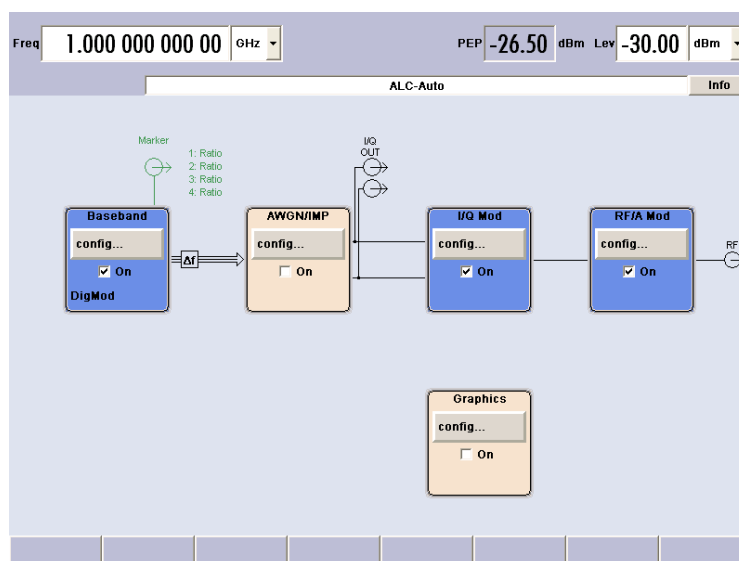 Freq 1.000 000 000 00 GHz PEP -26.50 dBm Lev -30.00 dBm
ALC-Auto Info
Marker
1: Ratio
2: Ratio
3: Ratio
4: Ratio
I/Q
OUT
Baseband AWGN/IMP I/Q Mod RF/A Mod
config... config... config... config...
RF
Δf
On On On On
DigMod
Graphics
config...
On